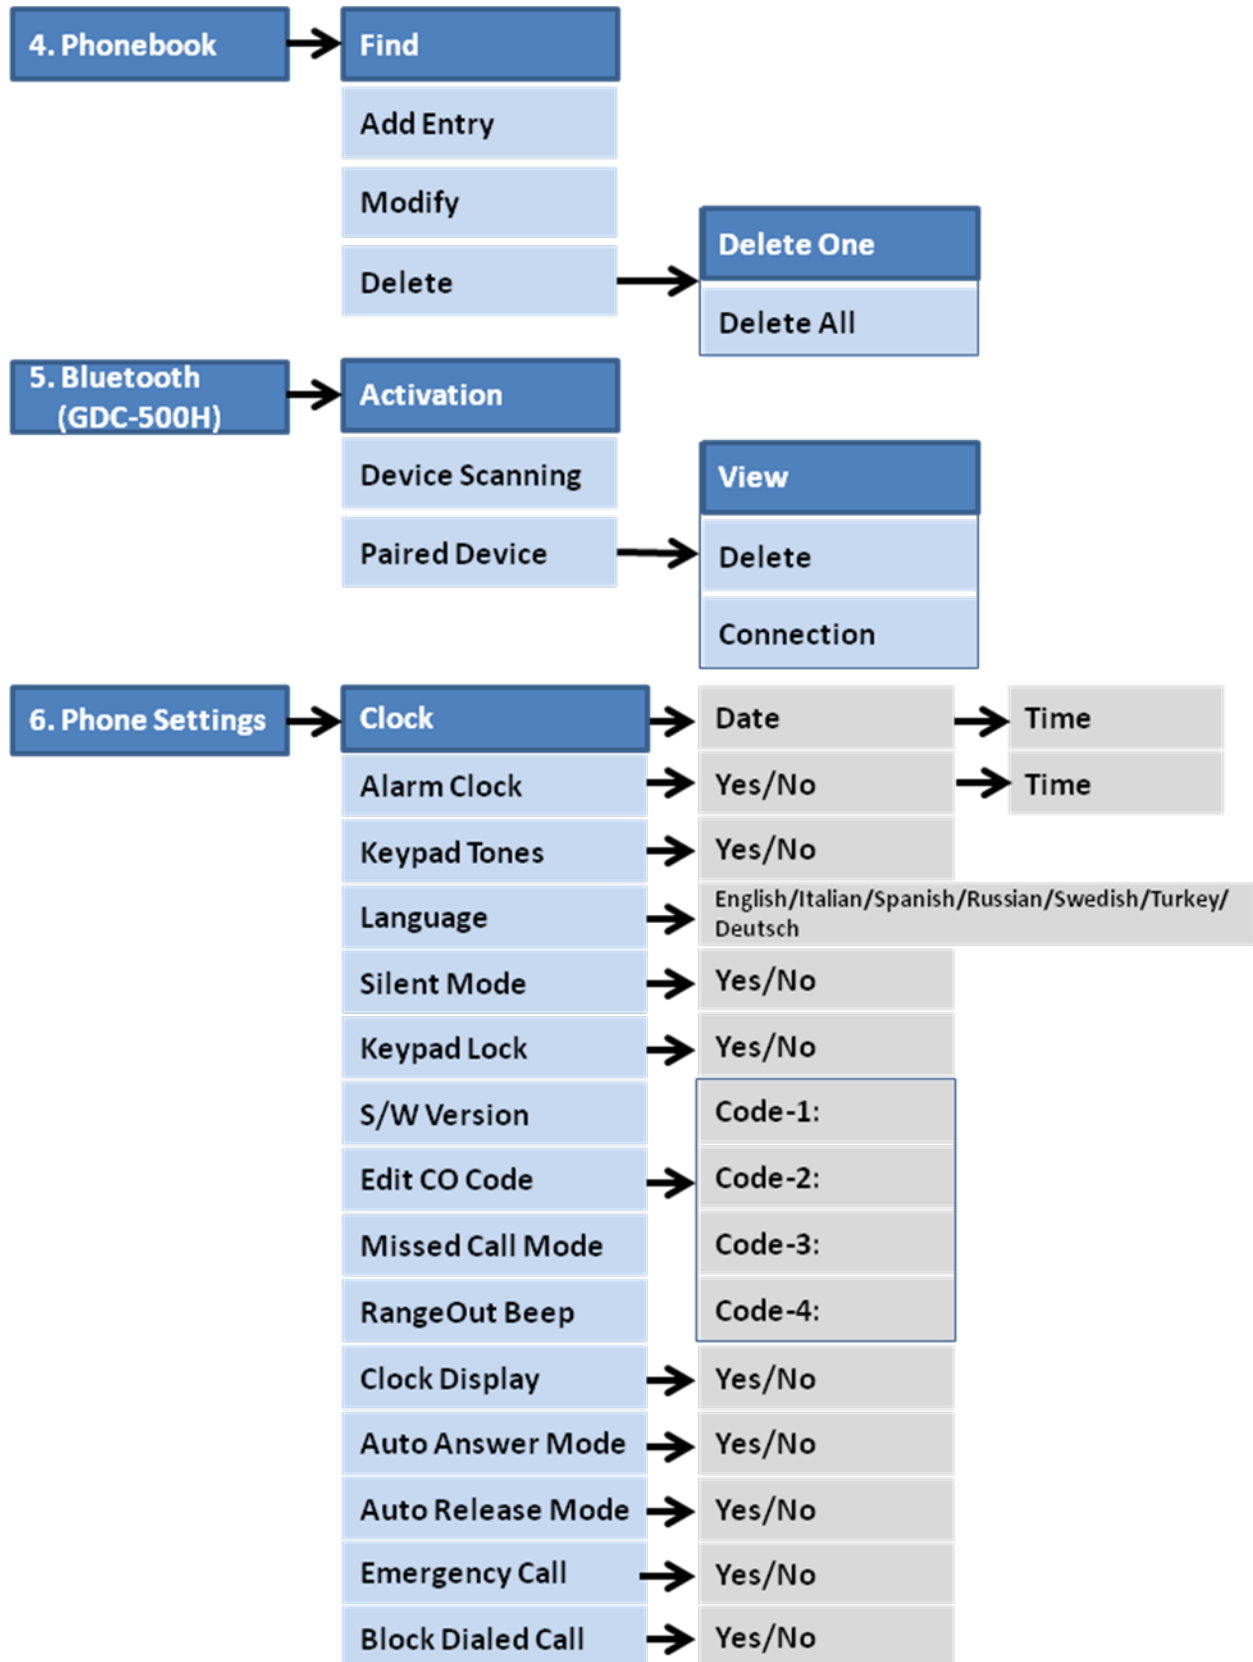 4. Phonebook
Find
Add Entry
Modify
Delete
Delete One
Delete All
5. Bluetooth
(GDC-500H)
Activation
Device Scanning
Paired Device
View
Delete
Connection
6. Phone Settings
Clock
Date
Time
Alarm Clock
Yes/No
Time
Keypad Tones
Yes/No
Language
English/Italian/Spanish/Russian/Swedish/Turkey/
Deutsch
Silent Mode
Yes/No
Keypad Lock
Yes/No
S/W Version
Edit CO Code
Missed Call Mode
RangeOut Beep
Code-1:
Code-2:
Code-3:
Code-4:
Clock Display
Yes/No
Auto Answer Mode
Yes/No
Auto Release Mode
Yes/No
Emergency Call
Yes/No
Block Dialed Call
Yes/No